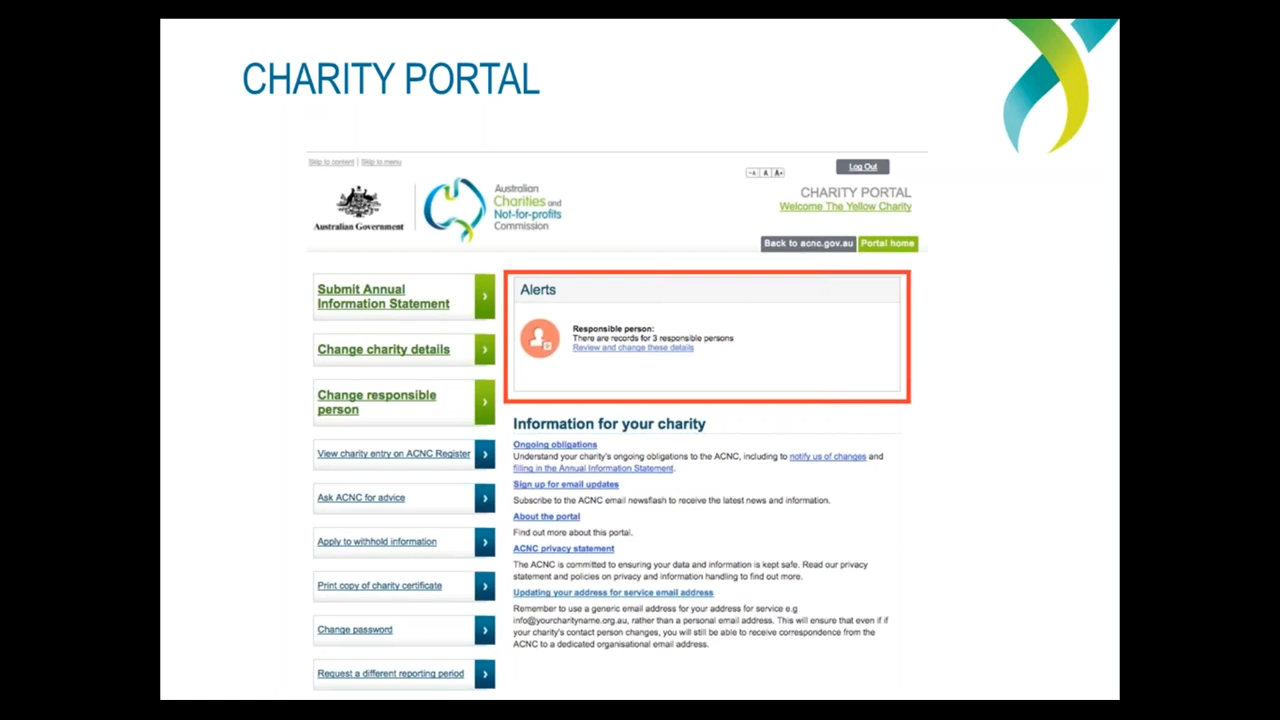 CHARITY PORTAL
Skip to content | Skip to menu
-A A A+
Log Out
Australian Government
Australian
Charities and
Not-for-profits
Commission
CHARITY PORTAL
Welcome The Yellow Charity
Back to acnc.gov.au Portal home
Submit Annual
Information Statement
Change charity details
Change responsible
person
View charity entry on ACNC Register
Ask ACNC for advice
Apply to withhold information
Print copy of charity certificate
Change password
Request a different reporting period
Alerts
Responsible person:
There are records for 3 responsible persons
Review and change these details
Information for your charity
Ongoing obligations
Understand your charity's ongoing obligations to the ACNC, including to notify us of changes and
filling in the Annual Information Statement.
Sign up for email updates
Subscribe to the ACNC email newsflash to receive the latest news and information.
About the portal
Find out more about this portal.
ACNC privacy statement
The ACNC is committed to ensuring your data and information is kept safe. Read our privacy
statement and policies on privacy and information handling to find out more.
Updating your address for service email address
Remember to use a generic email address for your address for service e.g
info@yourcharityname.org.au, rather than a personal email address. This will ensure that even if if
your charity's contact person changes, you will still be able to receive correspondence from the
ACNC to a dedicated organisational email address.